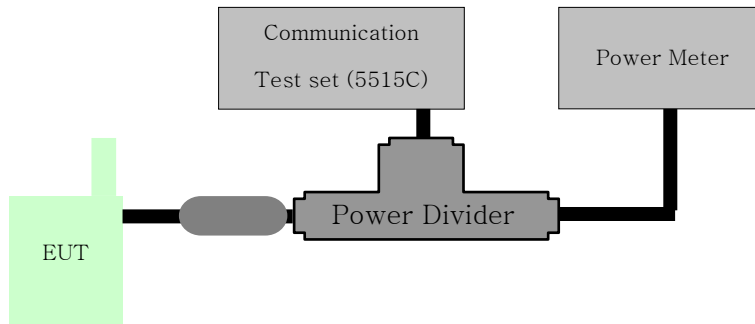 Communication
Test set (5515C)
Power Meter
Power Divider
EUT